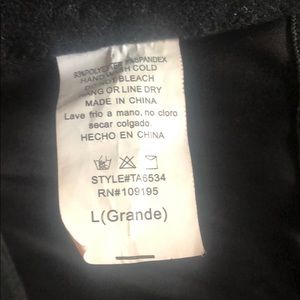 SPANDEX
COLD
HAND
BLEACH
HANG OR LINE DRY
MADE IN CHINA
Lave frio a mano, no cloro
secar colgado.
HECHO EN CHINA
STYLE#TA6534
RN#109195
L(Grande)